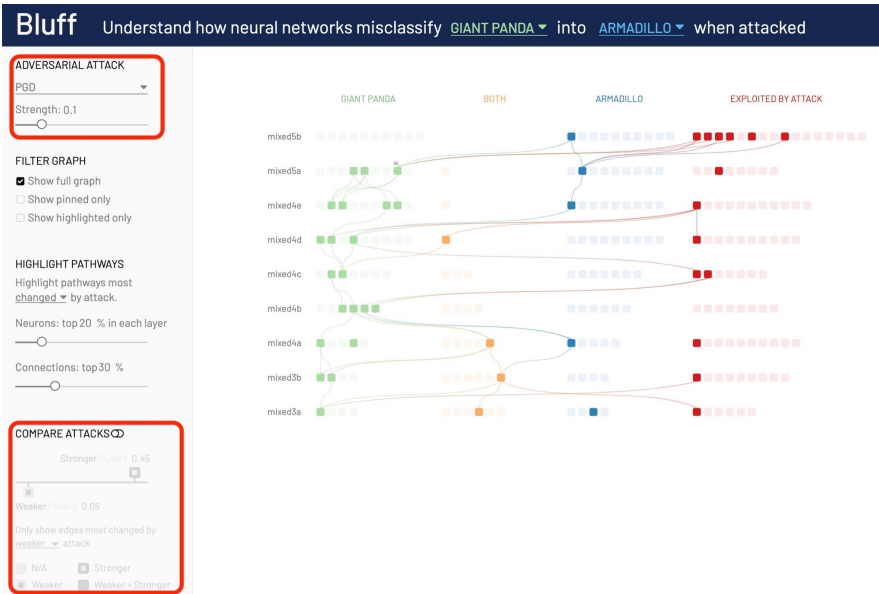 Bluff Understand how neural networks misclassify GIANT PANDA into ARMADILLO when attacked
ADVERSARIAL ATTACK
PGD
Strength: 0.1
FILTER GRAPH
Show full graph
Show pinned only
Show highlighted only
HIGHLIGHT PATHWAYS
Highlight pathways most
changed by attack.
Neurons: top 20 % in each layer
Connections: top 30 %
COMPARE ATTACKS
Stronger (outer): 0.45
Weaker (inner): 0.05
Only show edges most changed by
weaker attack
N/A Stronger
Weaker Weaker + Stronger
GIANT PANDA BOTH ARMADILLO EXPLOITED BY ATTACK
mixed5b
mixed5a
mixed4e
mixed4d
mixed4c
mixed4b
mixed4a
mixed3b
mixed3a